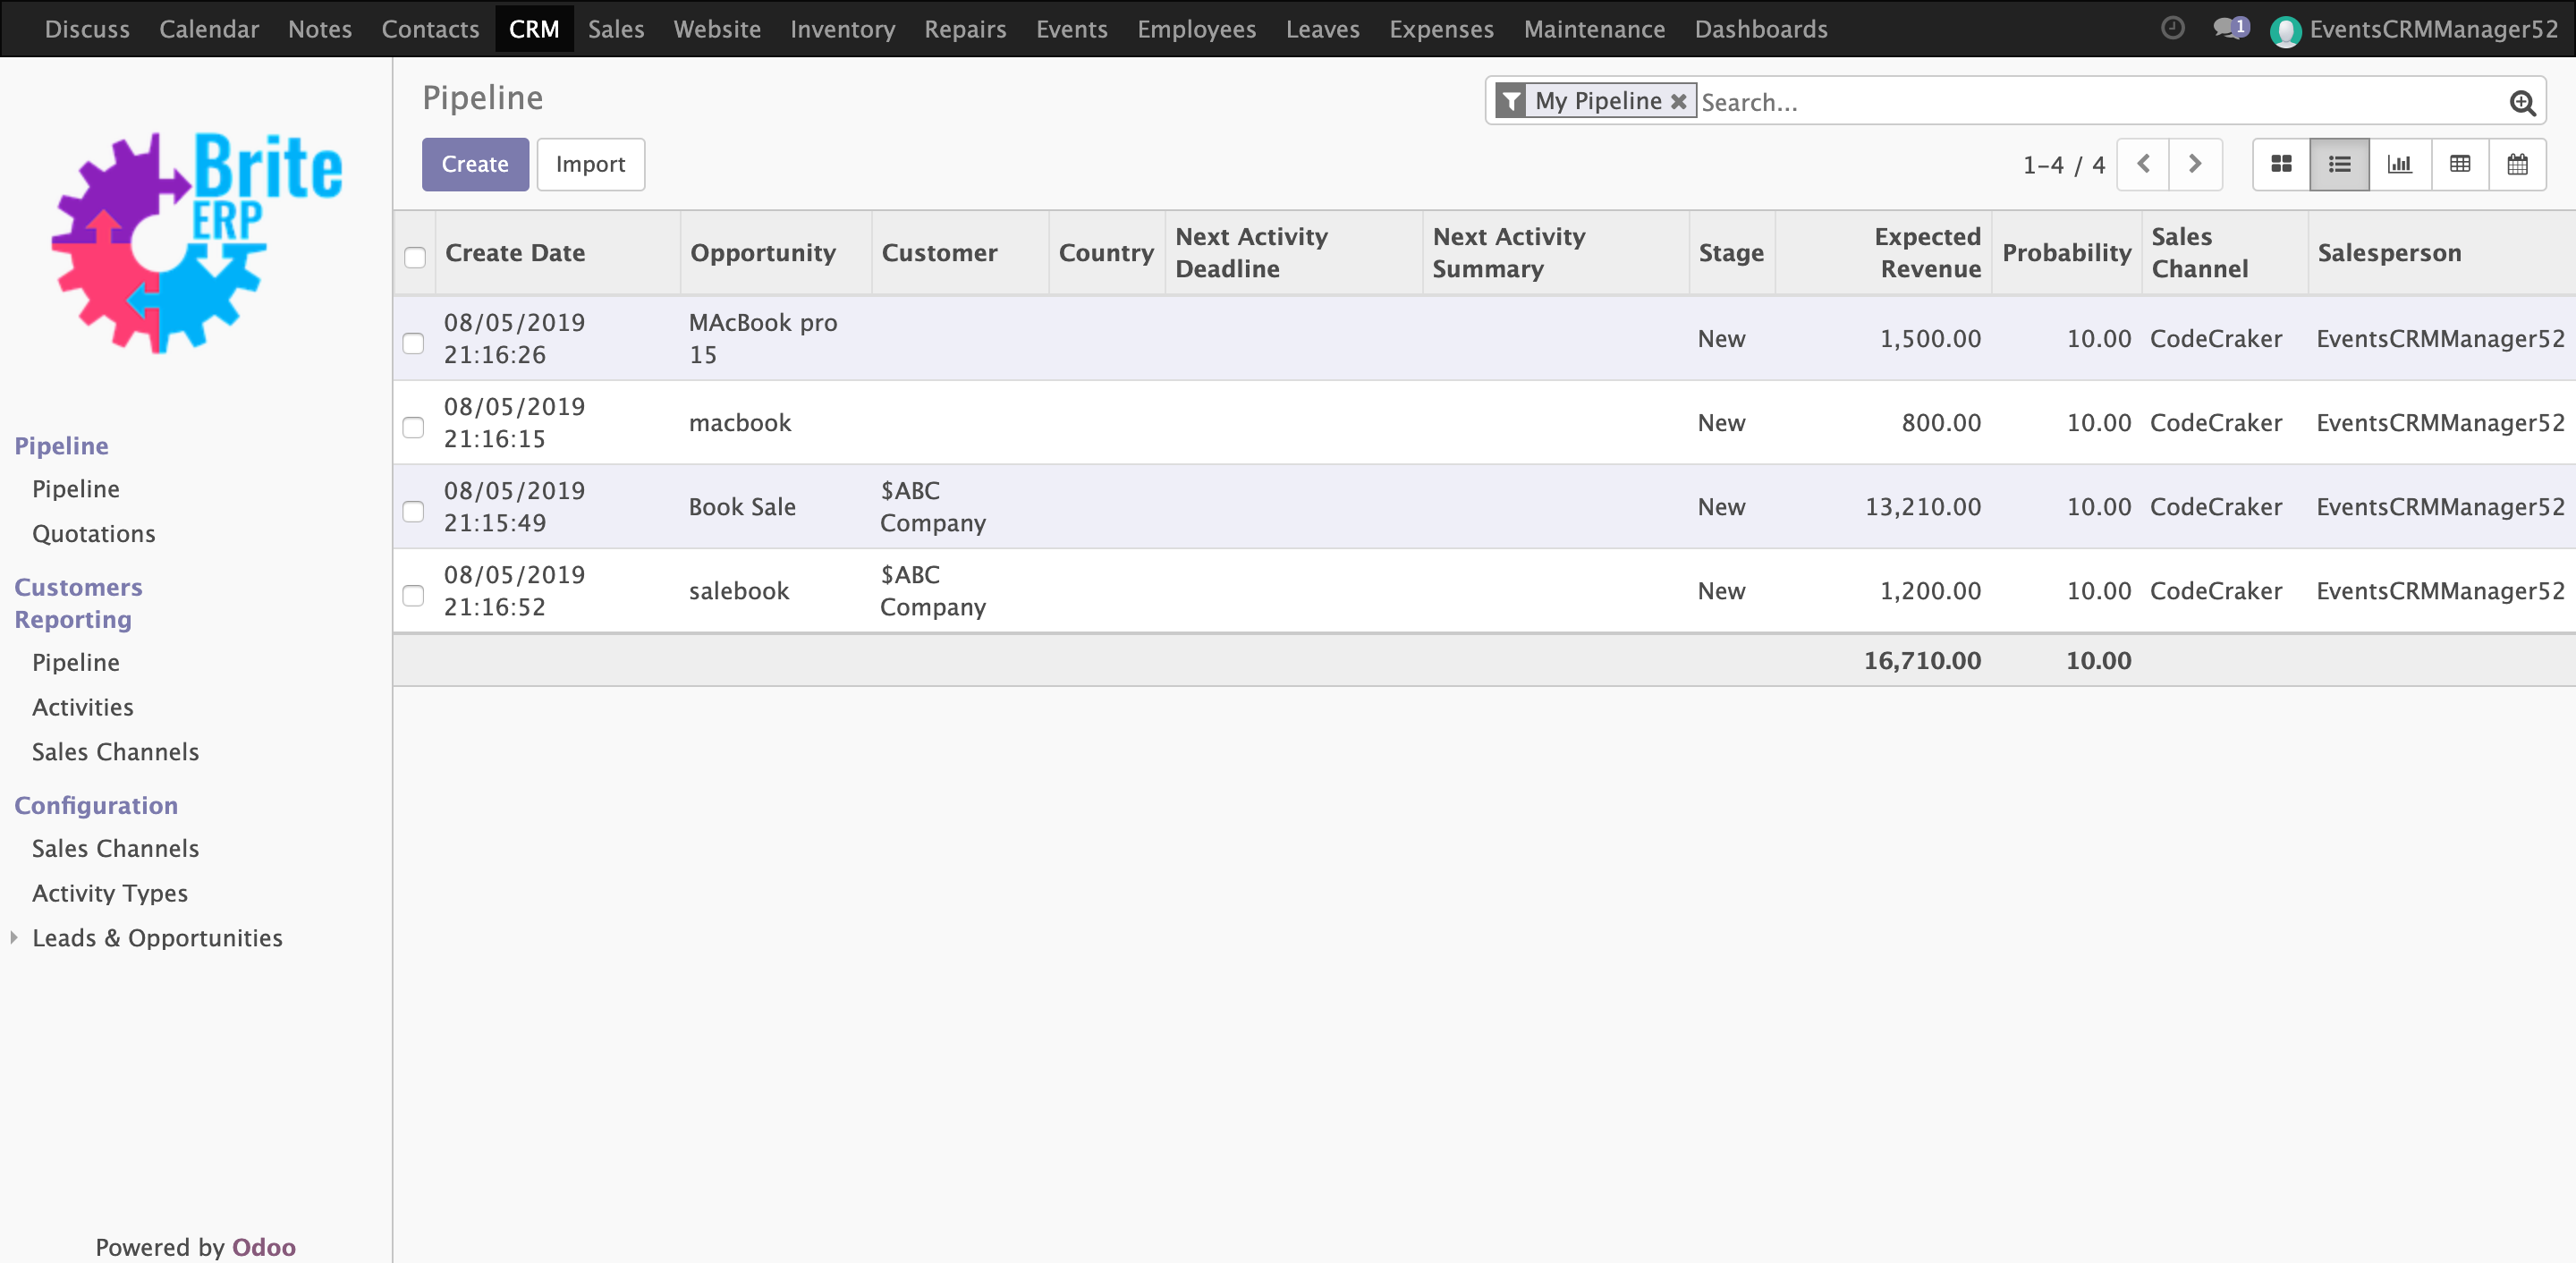 Discuss Calendar Notes Contacts CRM Sales Website Inventory Repairs Events Employees Leaves Expenses Maintenance Dashboards 1 EventsCRMManager52
Brite
ERP
Pipeline
Pipeline
Quotations
Customers
Reporting
Pipeline
Activities
Sales Channels
Configuration
Sales Channels
Activity Types
Leads & Opportunities
Powered by Odoo
Pipeline
My Pipeline Search...
Create Import
1-4 / 4
Create Date Opportunity Customer Country Next Activity Deadline Next Activity Summary Stage Expected Revenue Probability Sales Channel Salesperson
08/05/2019 21:16:26 MAcBook pro 15 New 1,500.00 10.00 CodeCraker EventsCRMManager52
08/05/2019 21:16:15 macbook New 800.00 10.00 CodeCraker EventsCRMManager52
08/05/2019 21:15:49 Book Sale $ABC Company New 13,210.00 10.00 CodeCraker EventsCRMManager52
08/05/2019 21:16:52 salebook $ABC Company New 1,200.00 10.00 CodeCraker EventsCRMManager52
16,710.00 10.00